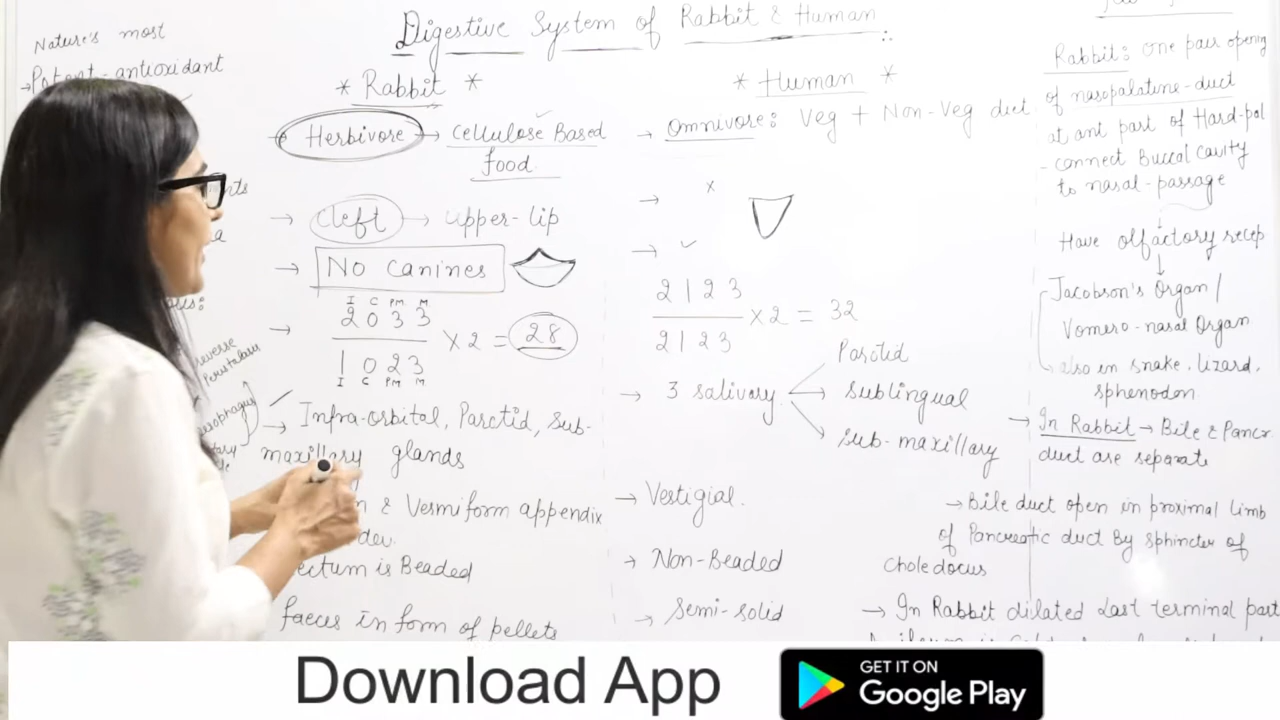 Digestive System of Rabbit & Human
Nature's most
Potent-antioxidant
* Rabbit *
Herbivore → Cellulose Based
food
→ Cleft → upper-lip
→ No Canines
I C PM M
→ 2 0 3 3
1 0 2 3
× 2 = 28
I C PM M
→ Infra-orbital, Parotid, Sub-
maxillary glands
& Vermiform appendix
dev.
ectum is Beaded
faeces in form of pellets
reverse
Peristalsis
* Human *
→ Omnivore: Veg + Non-Veg diet
→ x
→ ✓
2 1 2 3
2 1 2 3
× 2 = 32
→ 3 salivary
Parotid
Sublingual
Sub-maxillary
→ Vestigial.
→ Non-Beaded
→ Semi-solid
Rabbit: One pair opening
of nasopalatine-duct
at ant part of Hard-pal
- connect Buccal cavity
to nasal-passage
Have olfactory recep
Jacobson's Organ /
Vomero-nasal Organ
also in snake, lizard,
sphenodon
→ In Rabbit → Bile & Pancr
duct are separate
→ Bile duct open in proximal limb
of Pancreatic duct By sphincter of
Choledocus
→ In Rabbit dilated last terminal part
Download App
GET IT ON
Google Play